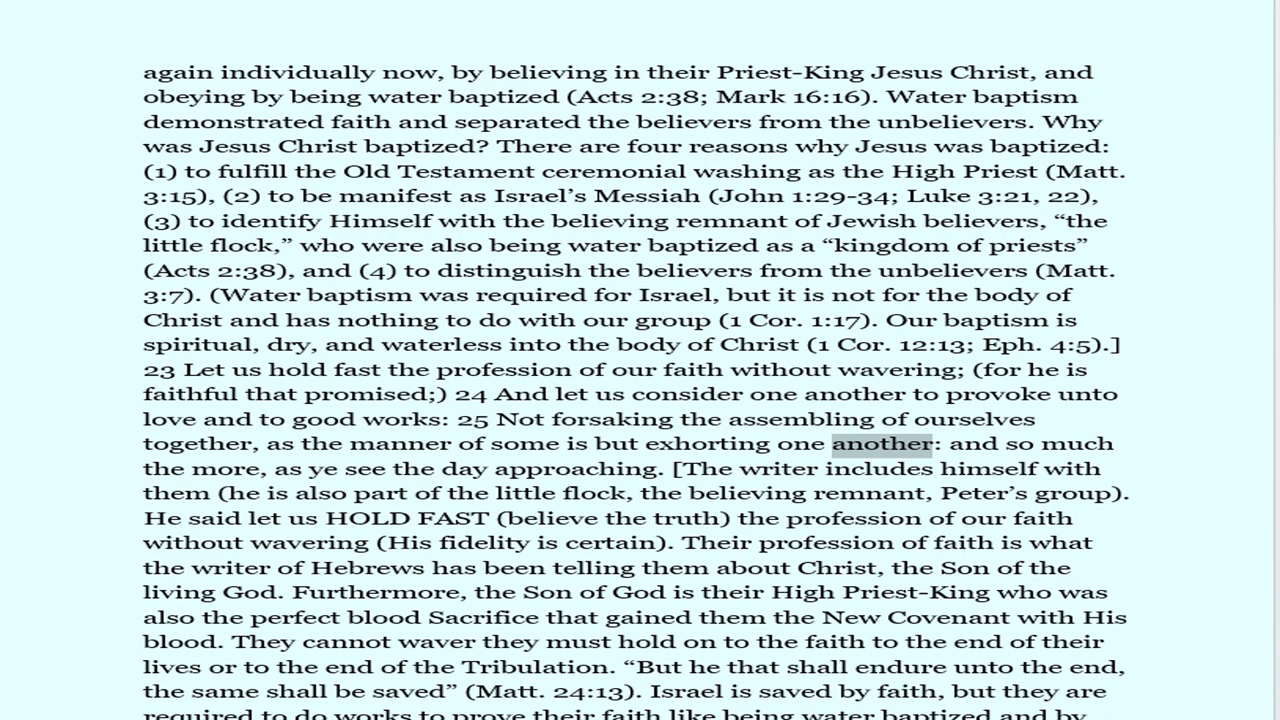 again individually now, by believing in their Priest-King Jesus Christ, and
obeying by being water baptized (Acts 2:38; Mark 16:16). Water baptism
demonstrated faith and separated the believers from the unbelievers. Why
was Jesus Christ baptized? There are four reasons why Jesus was baptized:
(1) to fulfill the Old Testament ceremonial washing as the High Priest (Matt.
3:15), (2) to be manifest as Israel’s Messiah (John 1:29-34; Luke 3:21, 22),
(3) to identify Himself with the believing remnant of Jewish believers, “the
little flock,” who were also being water baptized as a “kingdom of priests”
(Acts 2:38), and (4) to distinguish the believers from the unbelievers (Matt.
3:7). (Water baptism was required for Israel, but it is not for the body of
Christ and has nothing to do with our group (1 Cor. 1:17). Our baptism is
spiritual, dry, and waterless into the body of Christ (1 Cor. 12:13; Eph. 4:5).]
23 Let us hold fast the profession of our faith without wavering; (for he is
faithful that promised;) 24 And let us consider one another to provoke unto
love and to good works: 25 Not forsaking the assembling of ourselves
together, as the manner of some is but exhorting one another: and so much
the more, as ye see the day approaching. [The writer includes himself with
them (he is also part of the little flock, the believing remnant, Peter’s group).
He said let us HOLD FAST (believe the truth) the profession of our faith
without wavering (His fidelity is certain). Their profession of faith is what
the writer of Hebrews has been telling them about Christ, the Son of the
living God. Furthermore, the Son of God is their High Priest-King who was
also the perfect blood Sacrifice that gained them the New Covenant with His
blood. They cannot waver they must hold on to the faith to the end of their
lives or to the end of the Tribulation. “But he that shall endure unto the end,
the same shall be saved” (Matt. 24:13). Israel is saved by faith, but they are
required to do works to prove their faith like being water baptized and by